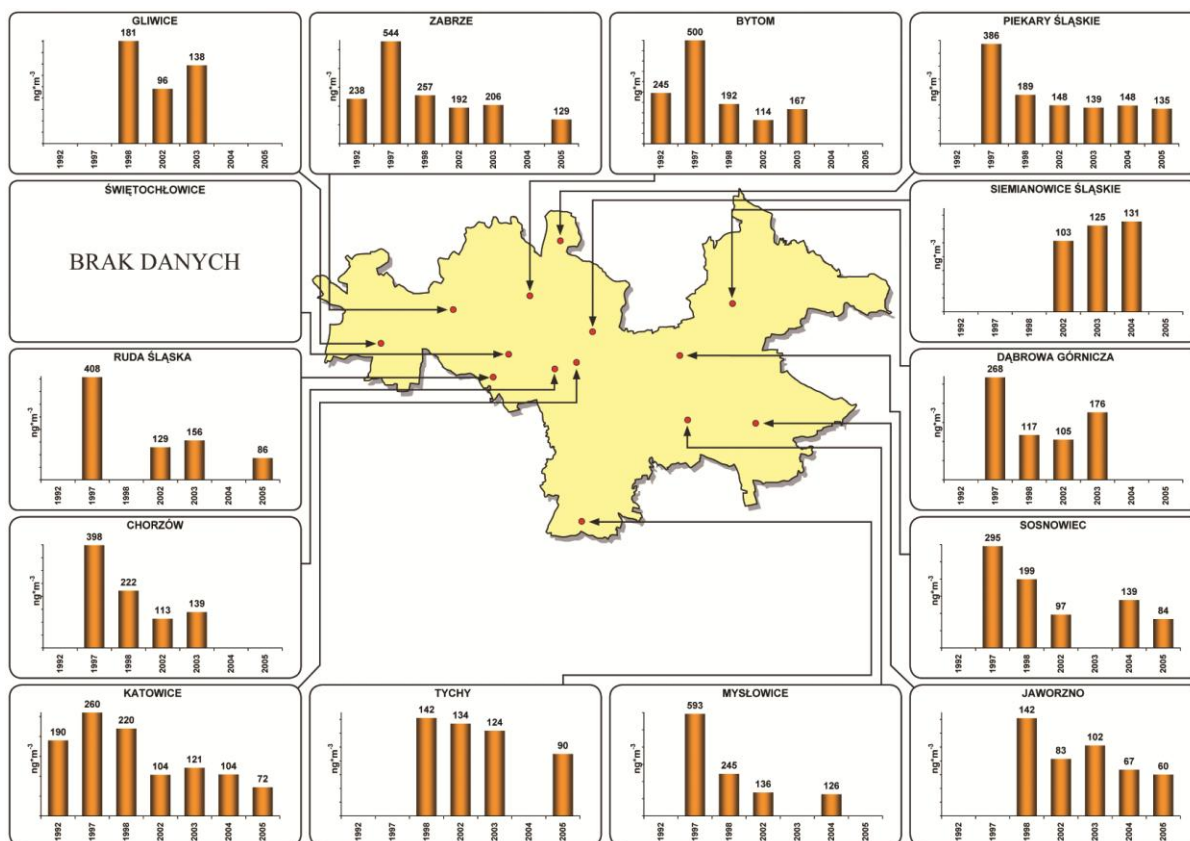 GLIWICE
ng*m-3
181
96
138
1992 1997 1998 2002 2003 2004 2005
ZABRZE
ng*m-3
238
544
257
192
206
129
1992 1997 1998 2002 2003 2004 2005
BYTOM
ng*m-3
245
500
192
114
167
1992 1997 1998 2002 2003 2004 2005
PIEKARY ŚLĄSKIE
ng*m-3
386
189
148
139
148
135
1997 1998 2002 2003 2004 2005
ŚWIĘTOCHŁOWICE
BRAK DANYCH
SIEMIANOWICE ŚLĄSKIE
ng*m-3
103
125
131
1992 1997 1998 2002 2003 2004 2005
RUDA ŚLĄSKA
ng*m-3
408
129
156
86
1992 1997 1998 2002 2003 2004 2005
DĄBROWA GÓRNICZA
ng*m-3
268
117
105
176
1992 1997 1998 2002 2003 2004 2005
CHORZÓW
ng*m-3
398
222
113
139
1992 1997 1998 2002 2003 2004 2005
SOSNOWIEC
ng*m-3
295
199
97
139
84
1992 1997 1998 2002 2003 2004 2005
KATOWICE
ng*m-3
190
260
220
104
121
104
72
1992 1997 1998 2002 2003 2004 2005
TYCHY
ng*m-3
142
134
124
90
1992 1997 1998 2002 2003 2004 2005
MYSŁOWICE
ng*m-3
593
245
136
126
1992 1997 1998 2002 2003 2004 2005
JAWORZNO
ng*m-3
142
83
102
67
60
1992 1997 1998 2002 2003 2004 2005